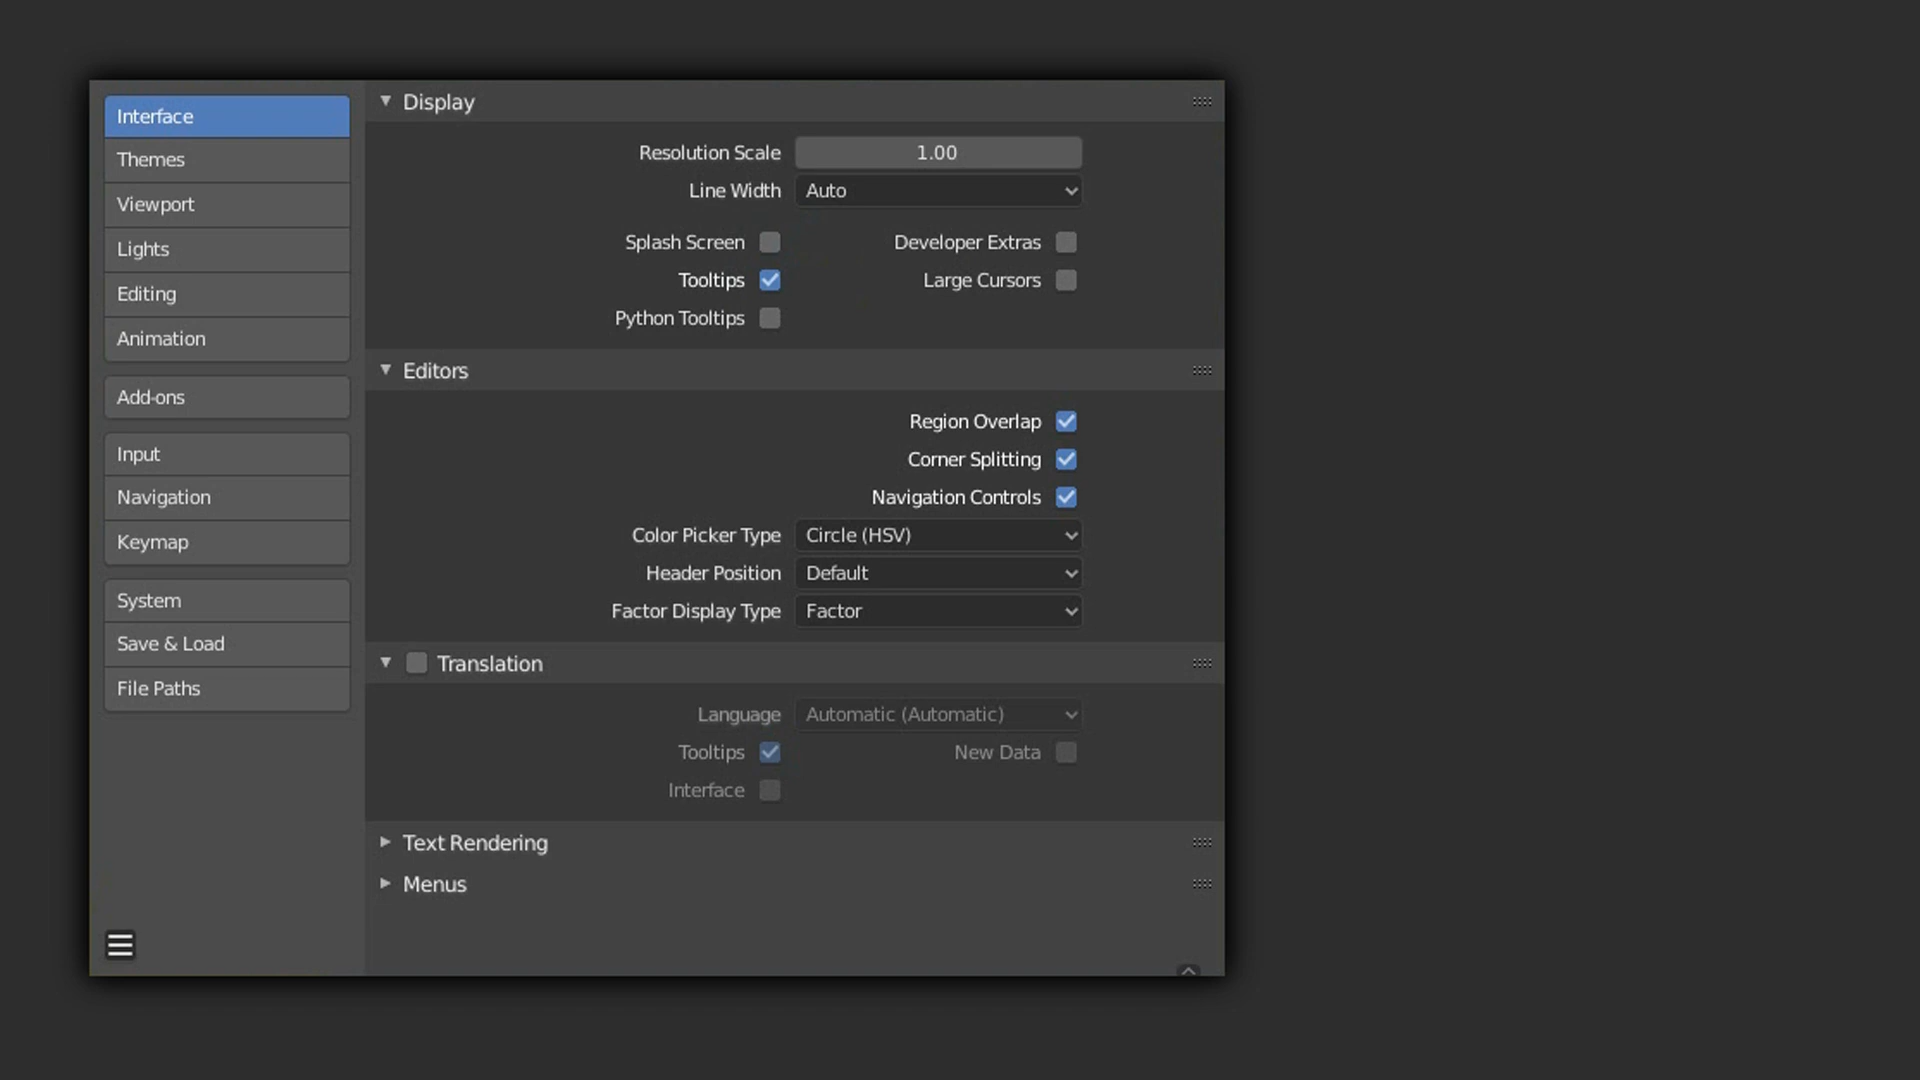 Interface
Themes
Viewport
Lights
Editing
Animation
Add-ons
Input
Navigation
Keymap
System
Save & Load
File Paths
Display
Resolution Scale 1.00
Line Width Auto
Splash Screen Developer Extras
Tooltips Large Cursors
Python Tooltips
Editors
Region Overlap
Corner Splitting
Navigation Controls
Color Picker Type Circle (HSV)
Header Position Default
Factor Display Type Factor
Translation
Language Automatic (Automatic)
Tooltips New Data
Interface
Text Rendering
Menus